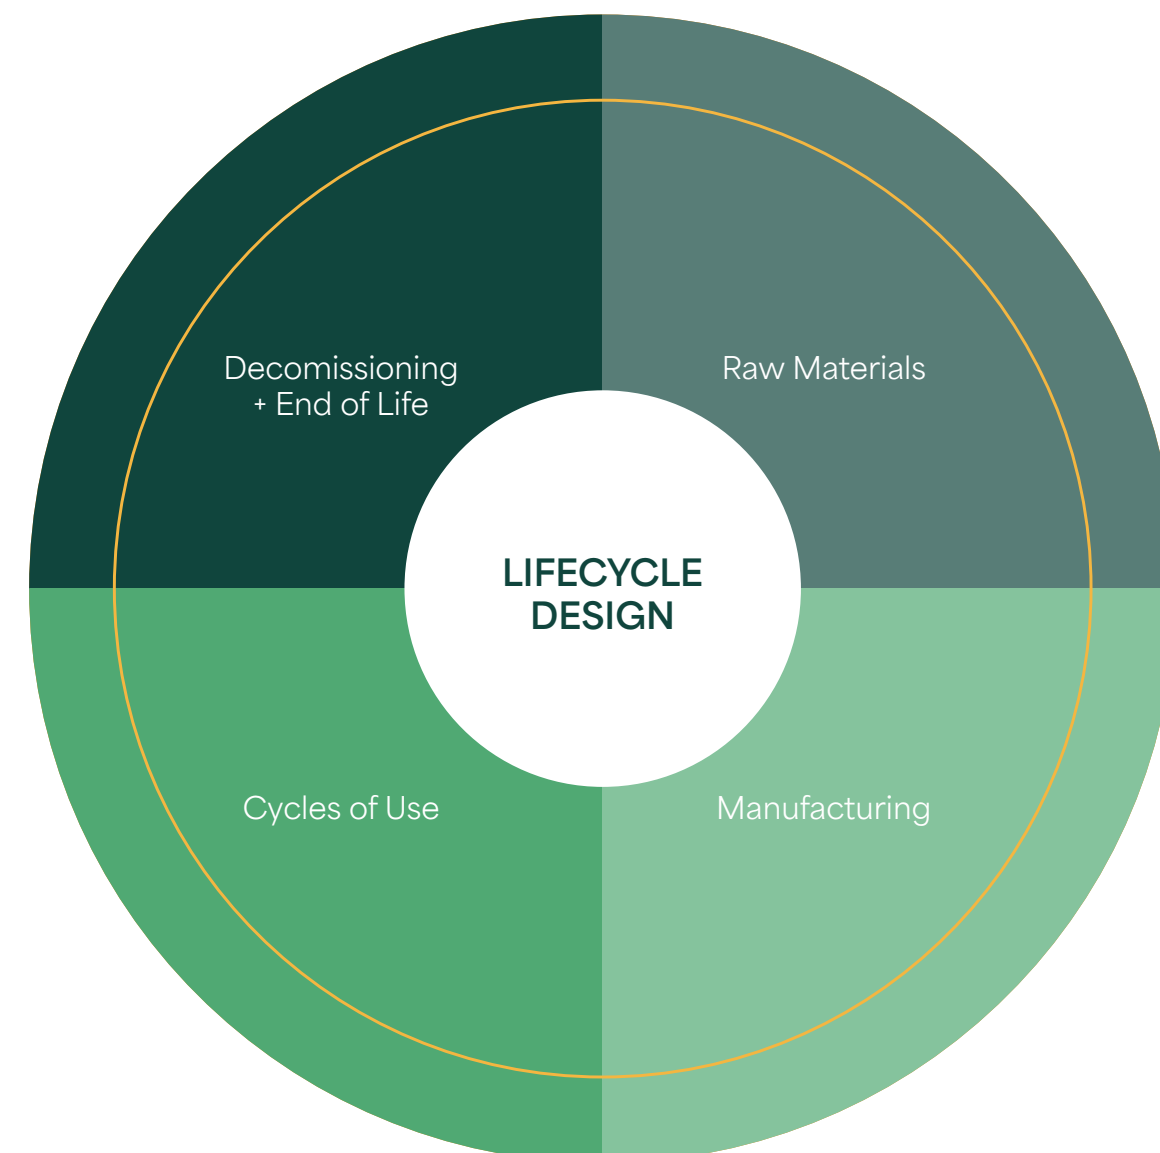 Decomissioning
+ End of Life
Raw Materials
LIFECYCLE
DESIGN
Cycles of Use
Manufacturing